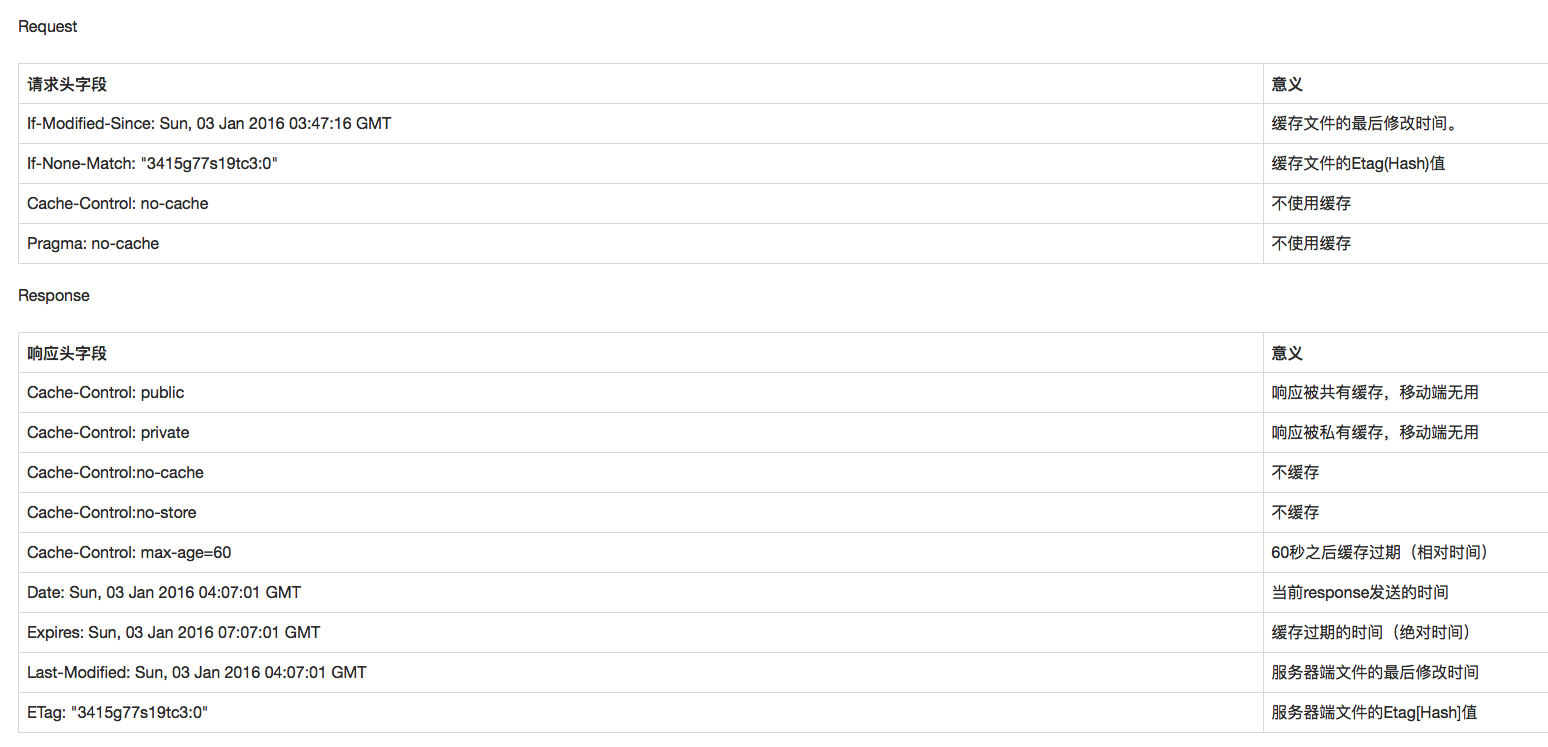 Request
请求头字段 意义
If-Modified-Since: Sun, 03 Jan 2016 03:47:16 GMT 缓存文件的最后修改时间。
If-None-Match: "3415g77s19tc3:0" 缓存文件的Etag(Hash)值
Cache-Control: no-cache 不使用缓存
Pragma: no-cache 不使用缓存
Response
响应头字段 意义
Cache-Control: public 响应被共有缓存，移动端无用
Cache-Control: private 响应被私有缓存，移动端无用
Cache-Control:no-cache 不缓存
Cache-Control:no-store 不缓存
Cache-Control: max-age=60 60秒之后缓存过期（相对时间）
Date: Sun, 03 Jan 2016 04:07:01 GMT 当前response发送的时间
Expires: Sun, 03 Jan 2016 07:07:01 GMT 缓存过期的时间（绝对时间）
Last-Modified: Sun, 03 Jan 2016 04:07:01 GMT 服务器端文件的最后修改时间
ETag: "3415g77s19tc3:0" 服务器端文件的Etag[Hash]值